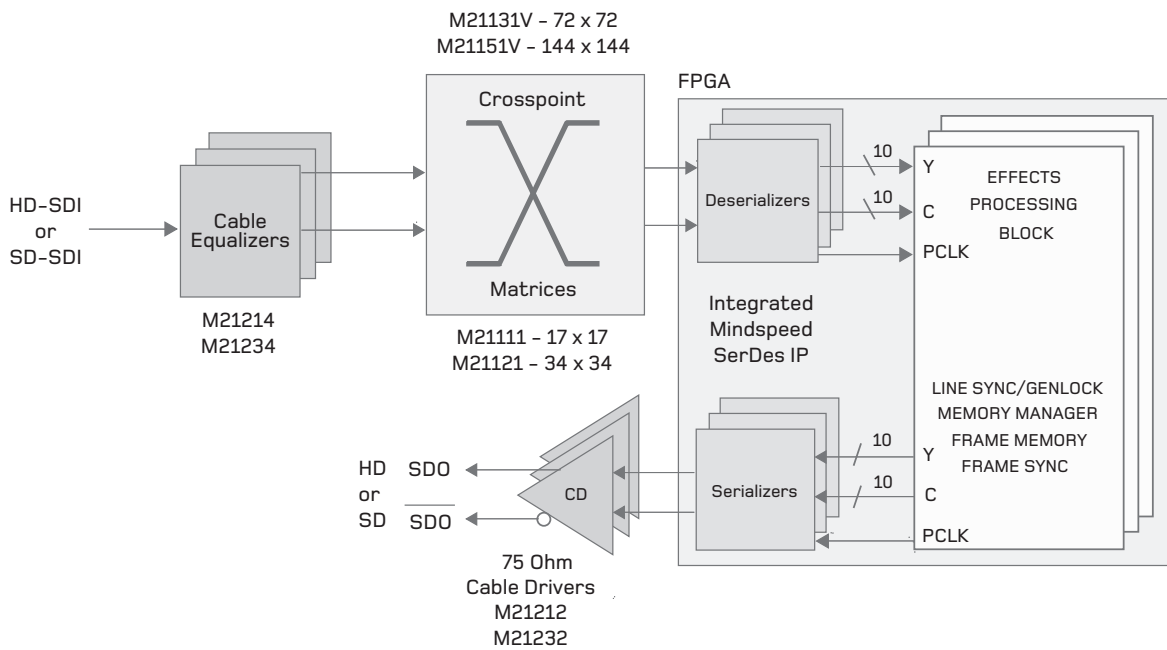 M21131V – 72 x 72
M21151V – 144 x 144
Crosspoint
Matrices
M21111 – 17 x 17
M21121 – 34 x 34
HD-SDI
or
SD-SDI
Cable
Equalizers
M21214
M21234
FPGA
Deserializers
10
10
Y
C
PCLK
EFFECTS
PROCESSING
BLOCK
Integrated
Mindspeed
SerDes IP
LINE SYNC/GENLOCK
MEMORY MANAGER
FRAME MEMORY
FRAME SYNC
Y
C
PCLK
10
10
Serializers
CD
HD SDO
or
SD SDO
75 Ohm
Cable Drivers
M21212
M21232